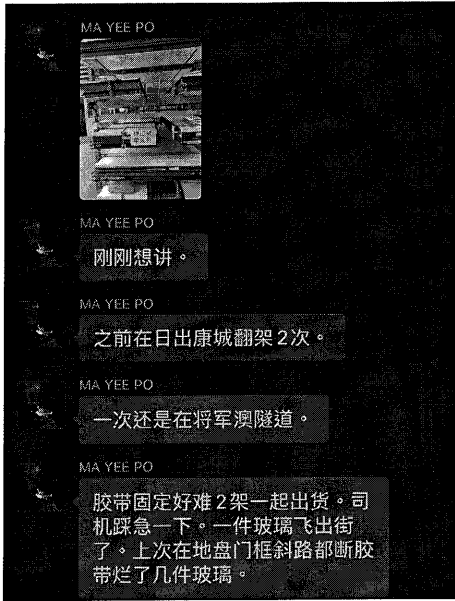 MA YEE PO
MA YEE PO
刚刚想讲。
MA YEE PO
之前在日出康城翻架2次。
MA YEE PO
一次还是在将军澳隧道。
MA YEE PO
胶带固定好难2架一起出货。司
机踩急一下。一件玻璃飞出街
了。上次在地盘门框斜路都断胶
带烂了几件玻璃。